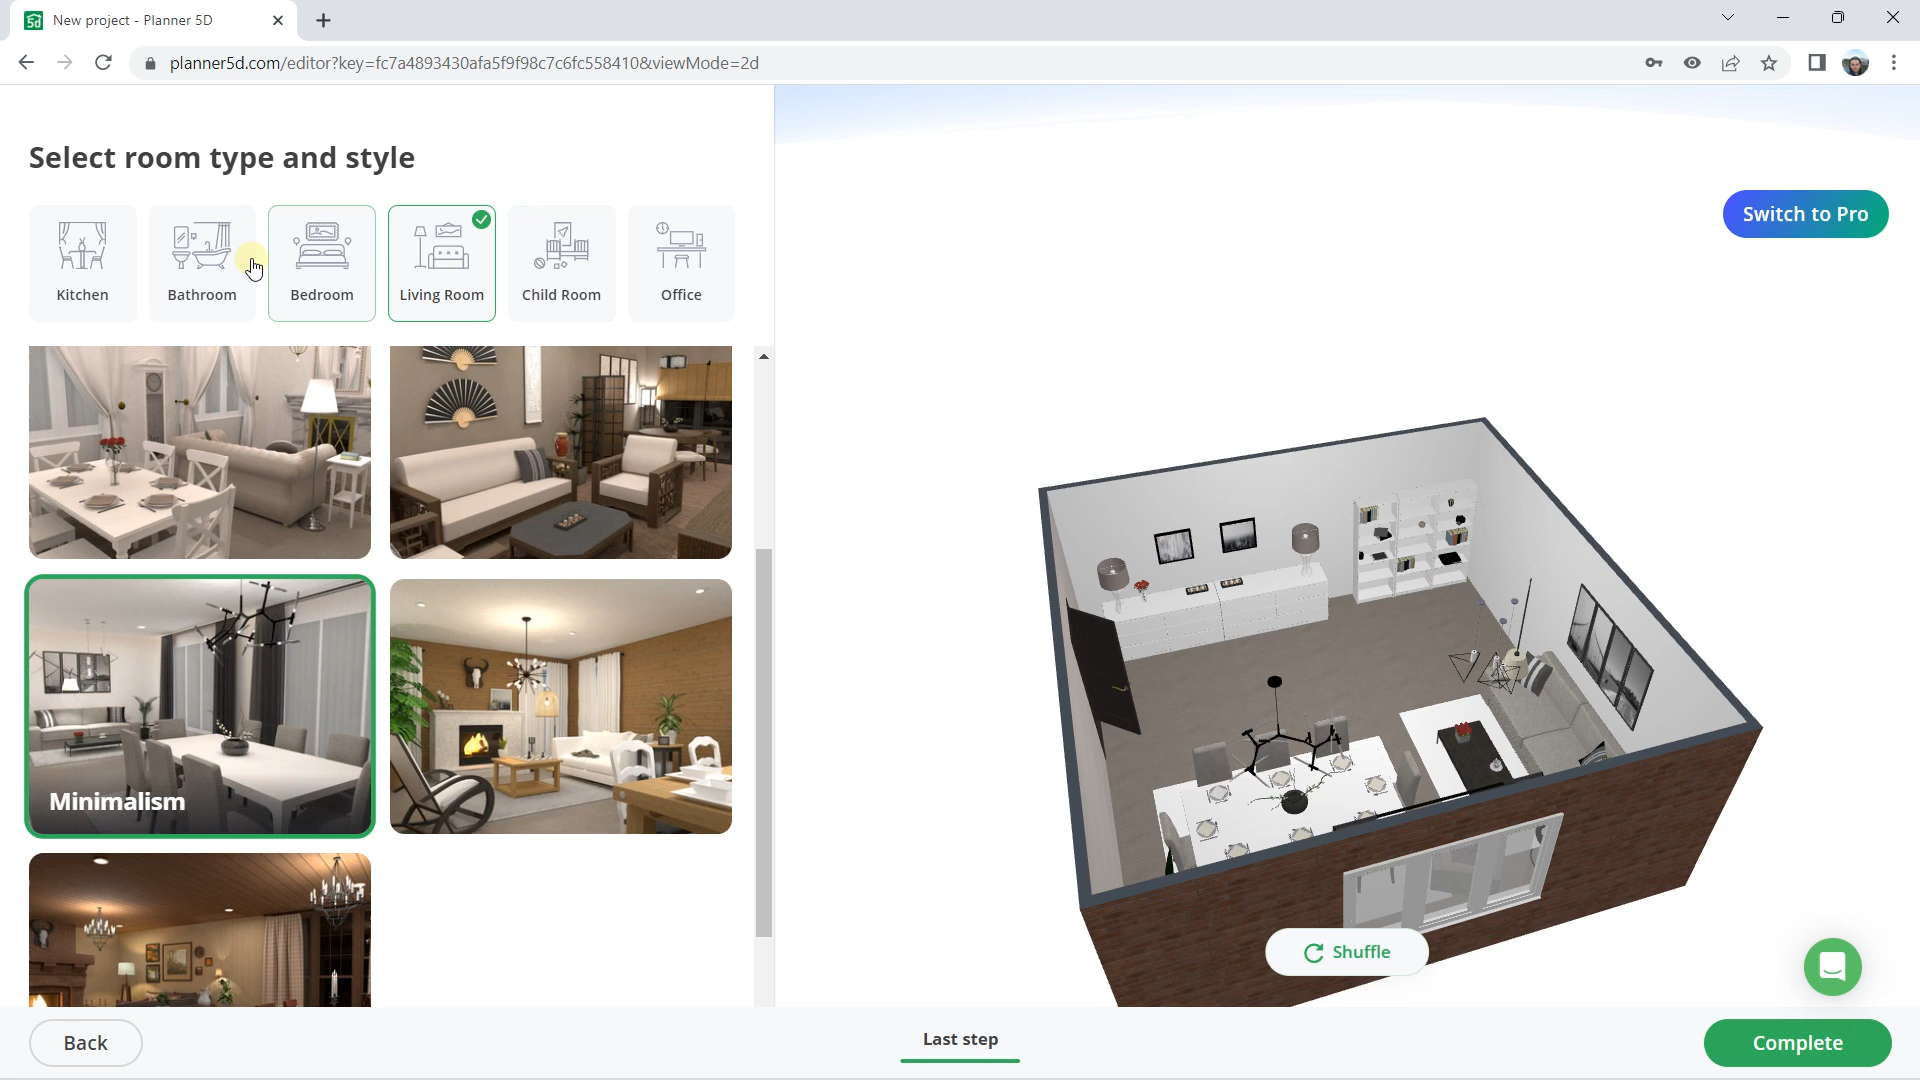 New project - Planner 5D
planner5d.com/editor?key=fc7a4893430afa5f9f98c7c6fc558410&viewMode=2d
Select room type and style
Switch to Pro
Kitchen
Bathroom
Bedroom
Living Room
Child Room
Office
Minimalism
Shuffle
Back
Last step
Complete